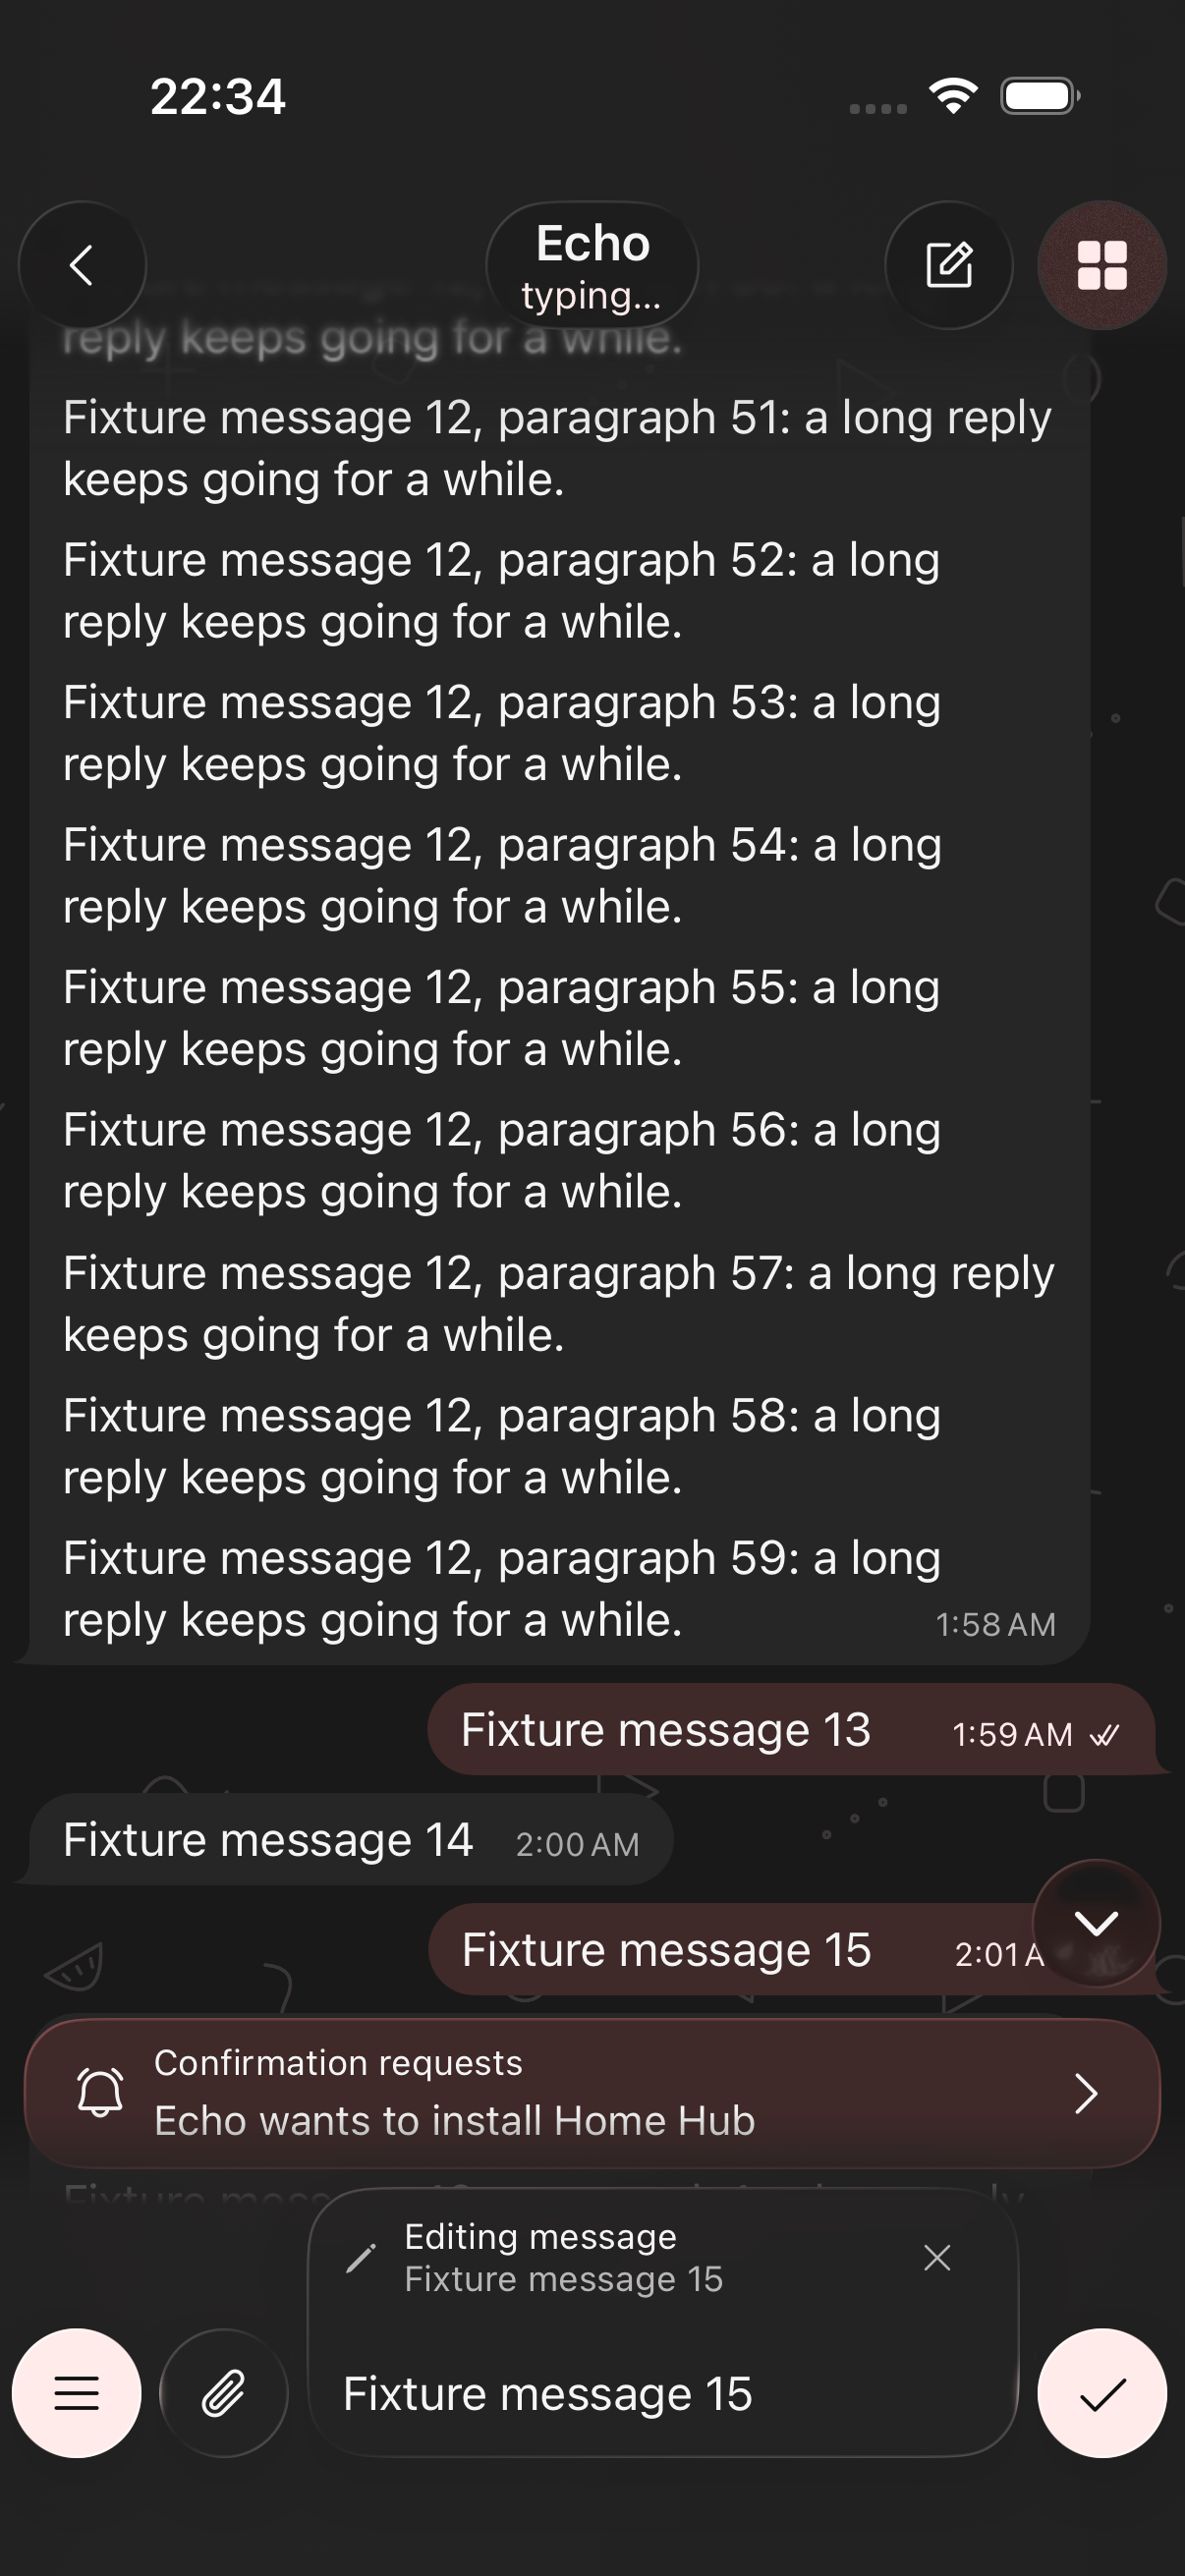 22:34
Echo
typing...
reply keeps going for a while.
Fixture message 12, paragraph 51: a long reply
keeps going for a while.
Fixture message 12, paragraph 52: a long
reply keeps going for a while.
Fixture message 12, paragraph 53: a long
reply keeps going for a while.
Fixture message 12, paragraph 54: a long
reply keeps going for a while.
Fixture message 12, paragraph 55: a long
reply keeps going for a while.
Fixture message 12, paragraph 56: a long
reply keeps going for a while.
Fixture message 12, paragraph 57: a long reply
keeps going for a while.
Fixture message 12, paragraph 58: a long
reply keeps going for a while.
Fixture message 12, paragraph 59: a long
reply keeps going for a while. 1:58 AM
Fixture message 13 1:59 AM
Fixture message 14 2:00 AM
Fixture message 15 2:01 A
Confirmation requests
Echo wants to install Home Hub
Editing message
Fixture message 15
Fixture message 15